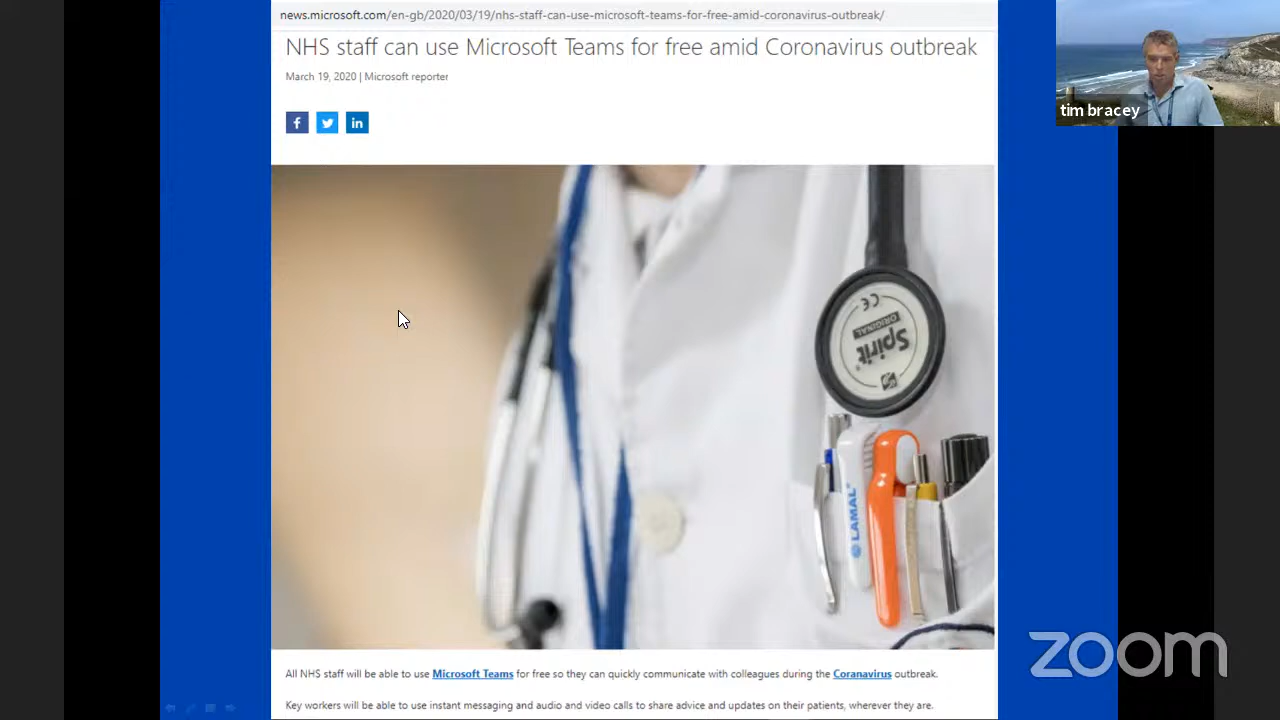 news.microsoft.com/en-gb/2020/03/19/nhs-staff-can-use-microsoft-teams-for-free-amid-coronavirus-outbreak/
NHS staff can use Microsoft Teams for free amid Coronavirus outbreak
March 19, 2020 | Microsoft reporter
f
in
tim bracey
CE
ORIGINAL
Spirit
LAMAL
zoom
All NHS staff will be able to use Microsoft Teams for free so they can quickly communicate with colleagues during the Coranavirus outbreak.
Key workers will be able to use instant messaging and audio and video calls to share advice and updates on their patients, wherever they are.